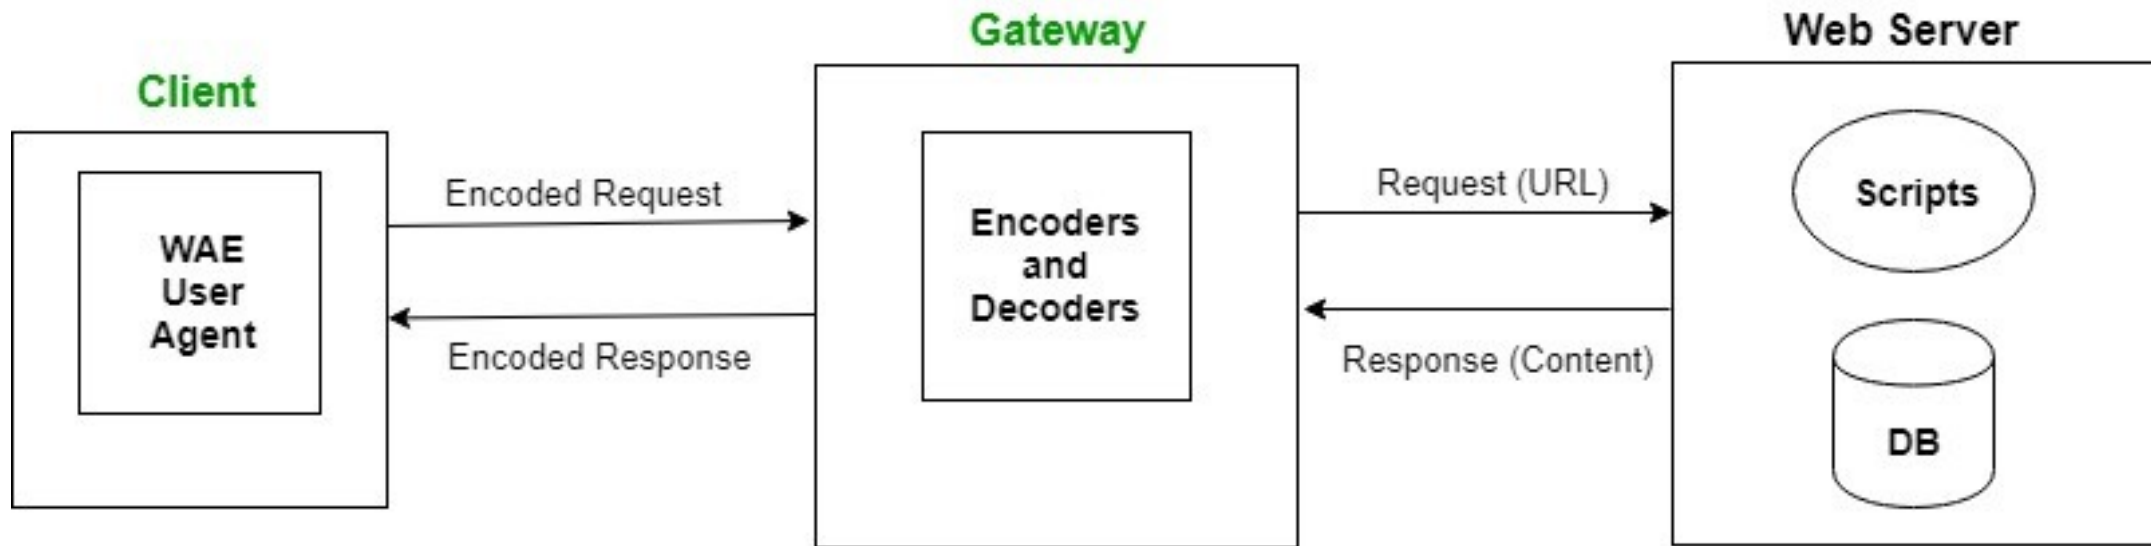 Client
WAE
User
Agent
Encoded Request
Encoded Response
Gateway
Encoders
and
Decoders
Request (URL)
Response (Content)
Web Server
Scripts
DB